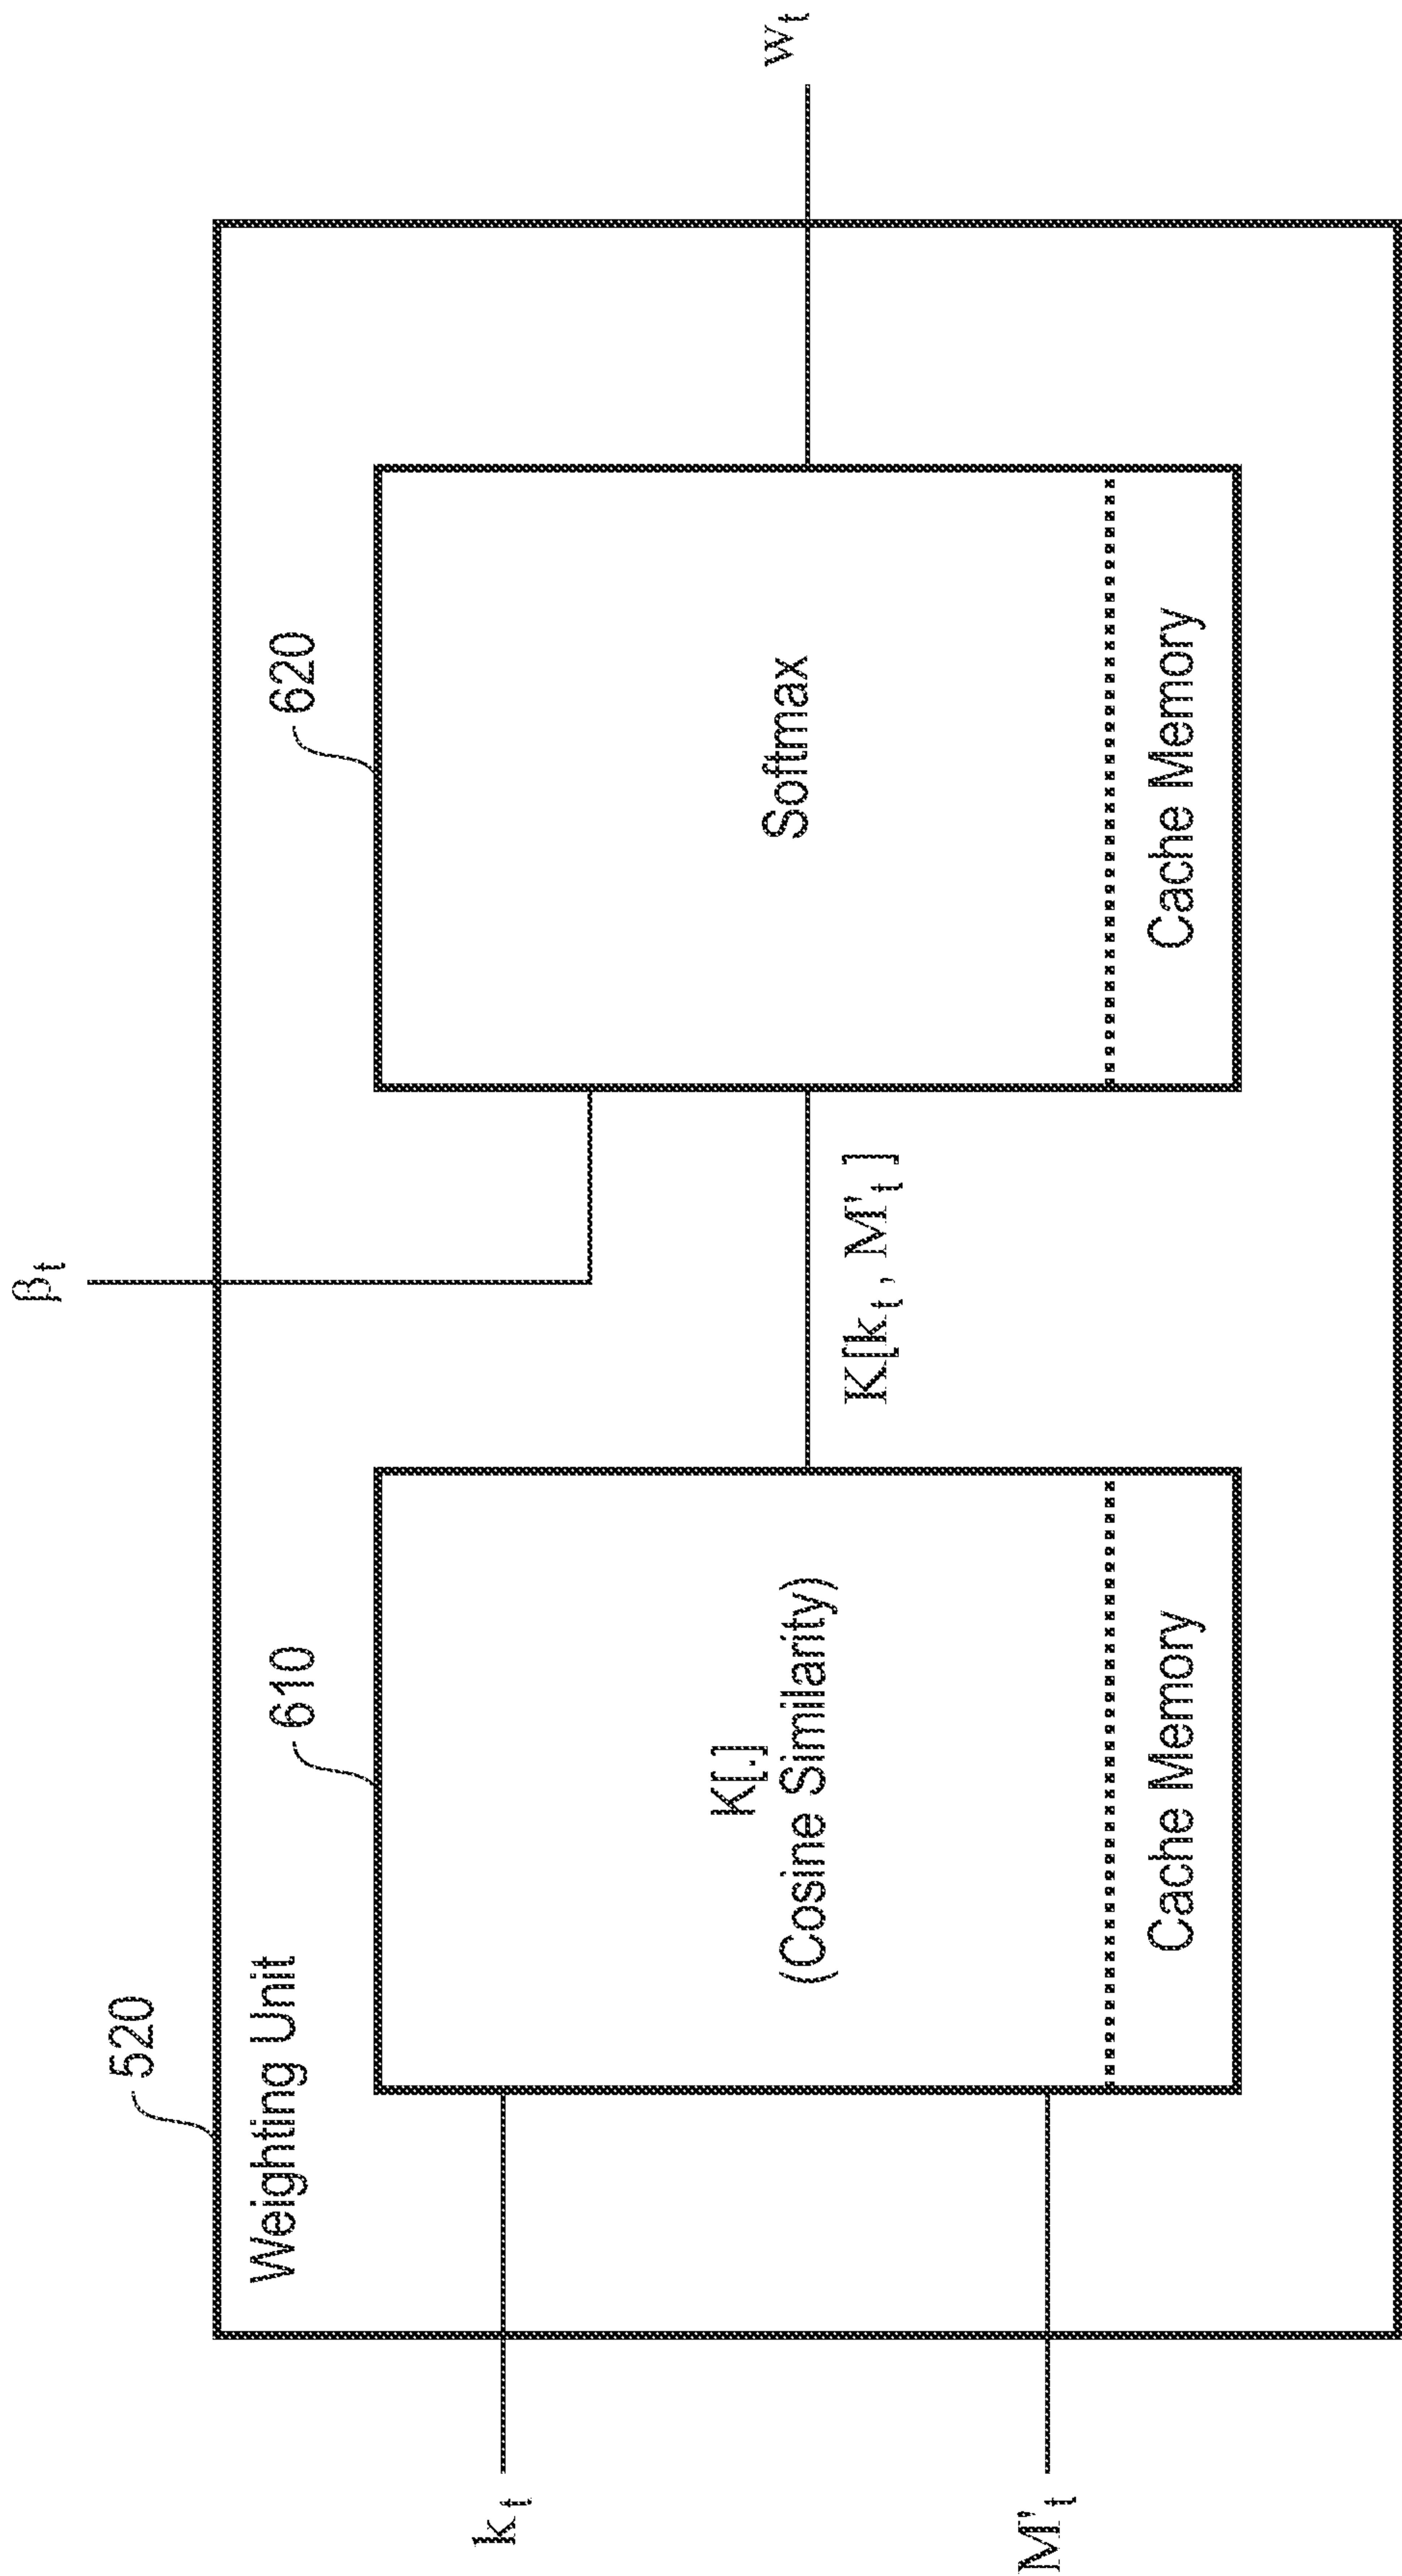 520
Weighting Unit
β_t
610
620
k_t
M'_t
K[.]
(Cosine Similarity)
Cache Memory
K[k_t , M'_t ]
Softmax
Cache Memory
w_t